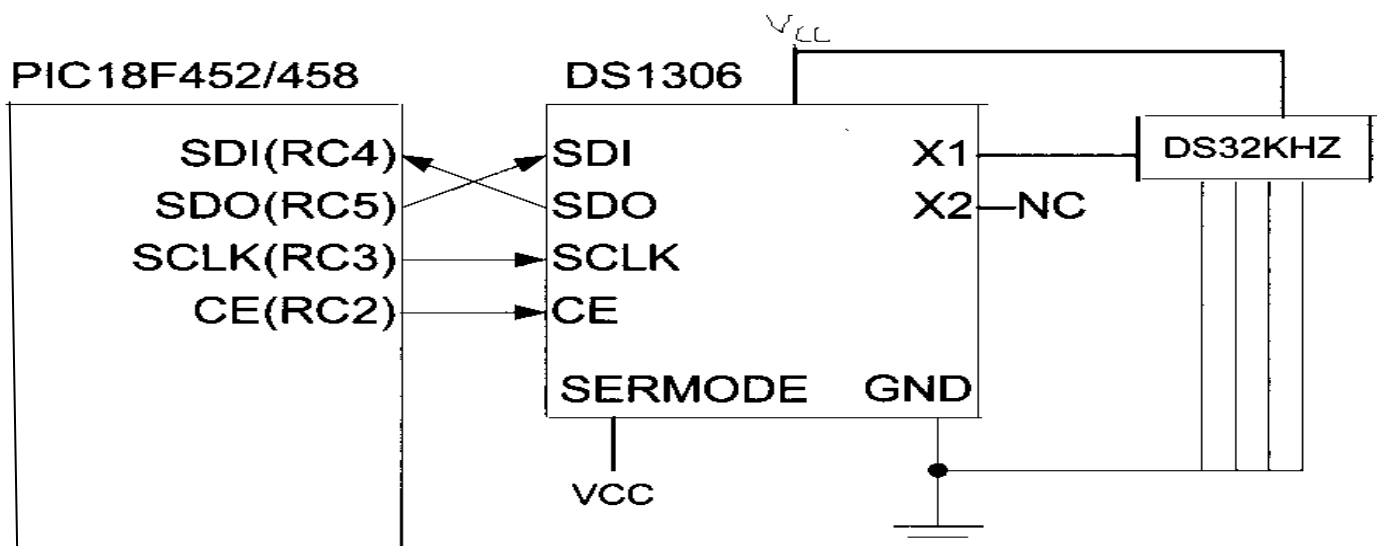 V_CC
PIC18F452/458
DS1306
DS32KHZ
SDI(RC4)
SDO(RC5)
SCLK(RC3)
CE(RC2)
SDI
SDO
SCLK
CE
X1
X2 NC
SERMODE
GND
VCC